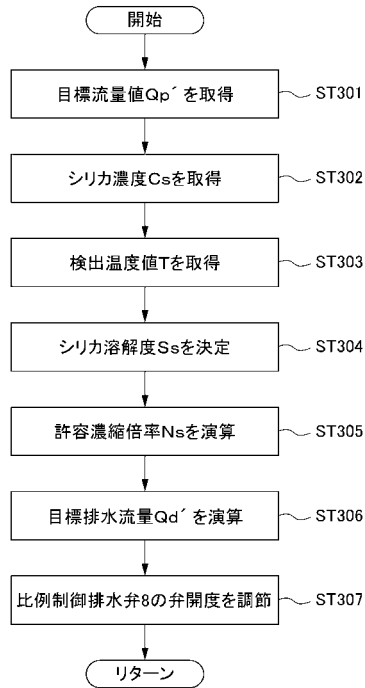 開始
目標流量値Qp´を取得
ST301
シリカ濃度Csを取得
ST302
検出温度値Tを取得
ST303
シリカ溶解度Ssを決定
ST304
許容濃縮倍率Nsを演算
ST305
目標排水流量Qd´を演算
ST306
比例制御排水弁8の弁開度を調節
ST307
リターン